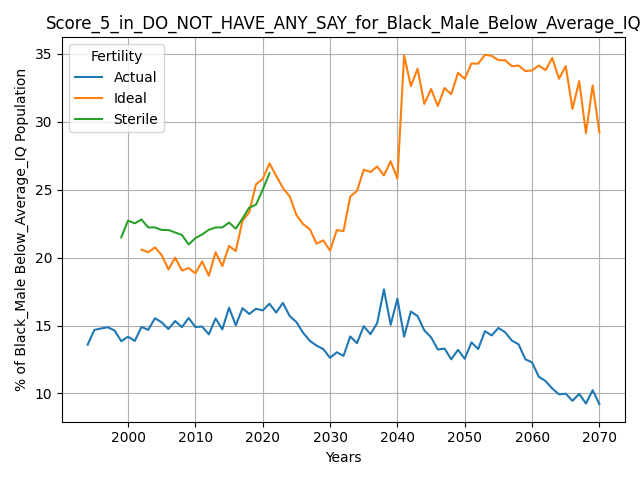 Score_5_in_DO_NOT_HAVE_ANY_SAY_for_Black_Male_Below_Average_IQ
Fertility
Actual
Ideal
Sterile
% of Black_Male Below_Average_IQ Population
35
30
25
20
15
10
2000
2010
2020
2030
2040
2050
2060
2070
Years